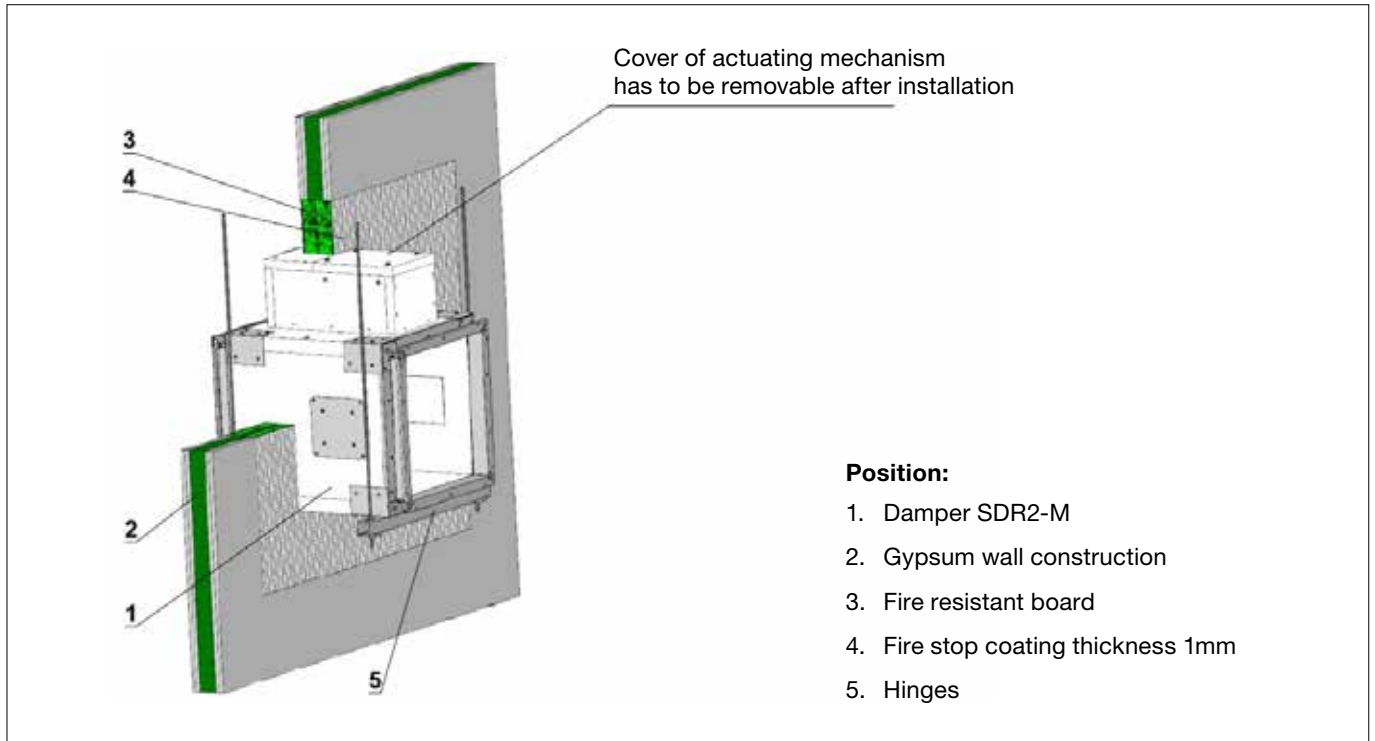 Cover of actuating mechanism
has to be removable after installation
3
4
2
1
5
Position:
1. Damper SDR2-M
2. Gypsum wall construction
3. Fire resistant board
4. Fire stop coating thickness 1mm
5. Hinges